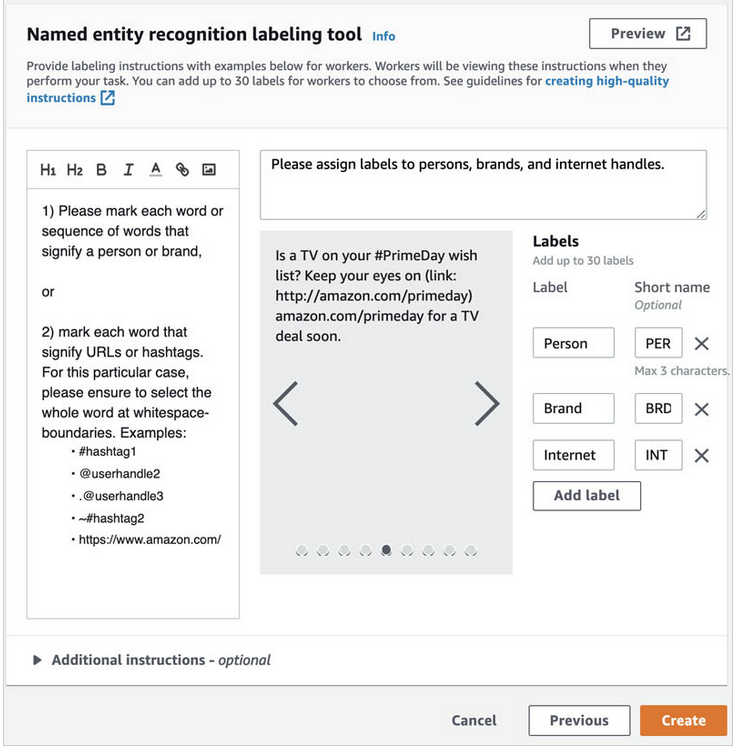 Named entity recognition labeling tool Info
Preview
Provide labeling instructions with examples below for workers. Workers will be viewing these instructions when they
perform your task. You can add up to 30 labels for workers to choose from. See guidelines for creating high-quality
instructions
H1 H2 B I A
1) Please mark each word or
sequence of words that
signify a person or brand,
or
2) mark each word that
signify URLs or hashtags.
For this particular case,
please ensure to select the
whole word at whitespace-
boundaries. Examples:
• #hashtag1
• @userhandle2
• .@userhandle3
• ~#hashtag2
• https://www.amazon.com/
Please assign labels to persons, brands, and internet handles.
Is a TV on your #PrimeDay wish
list? Keep your eyes on (link:
http://amazon.com/primeday)
amazon.com/primeday for a TV
deal soon.
Labels
Add up to 30 labels
Label Short name
Optional
Person PER
Max 3 characters.
Brand BRD
Internet INT
Add label
Additional instructions - optional
Cancel Previous Create